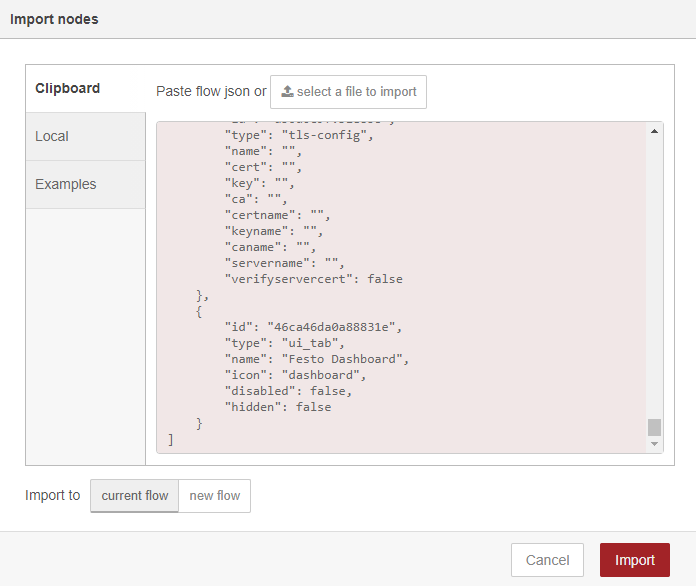 Import nodes
Clipboard
Local
Examples
Paste flow json or select a file to import
"type": "tls-config",
"name": "",
"cert": "",
"key": "",
"ca": "",
"certname": "",
"keyname": "",
"caname": "",
"servername": "",
"verifyservercert": false
},
{
"id": "46ca46da0a88831e",
"type": "ui_tab",
"name": "Festo Dashboard",
"icon": "dashboard",
"disabled": false,
"hidden": false
}
]
Import to current flow new flow
Cancel Import